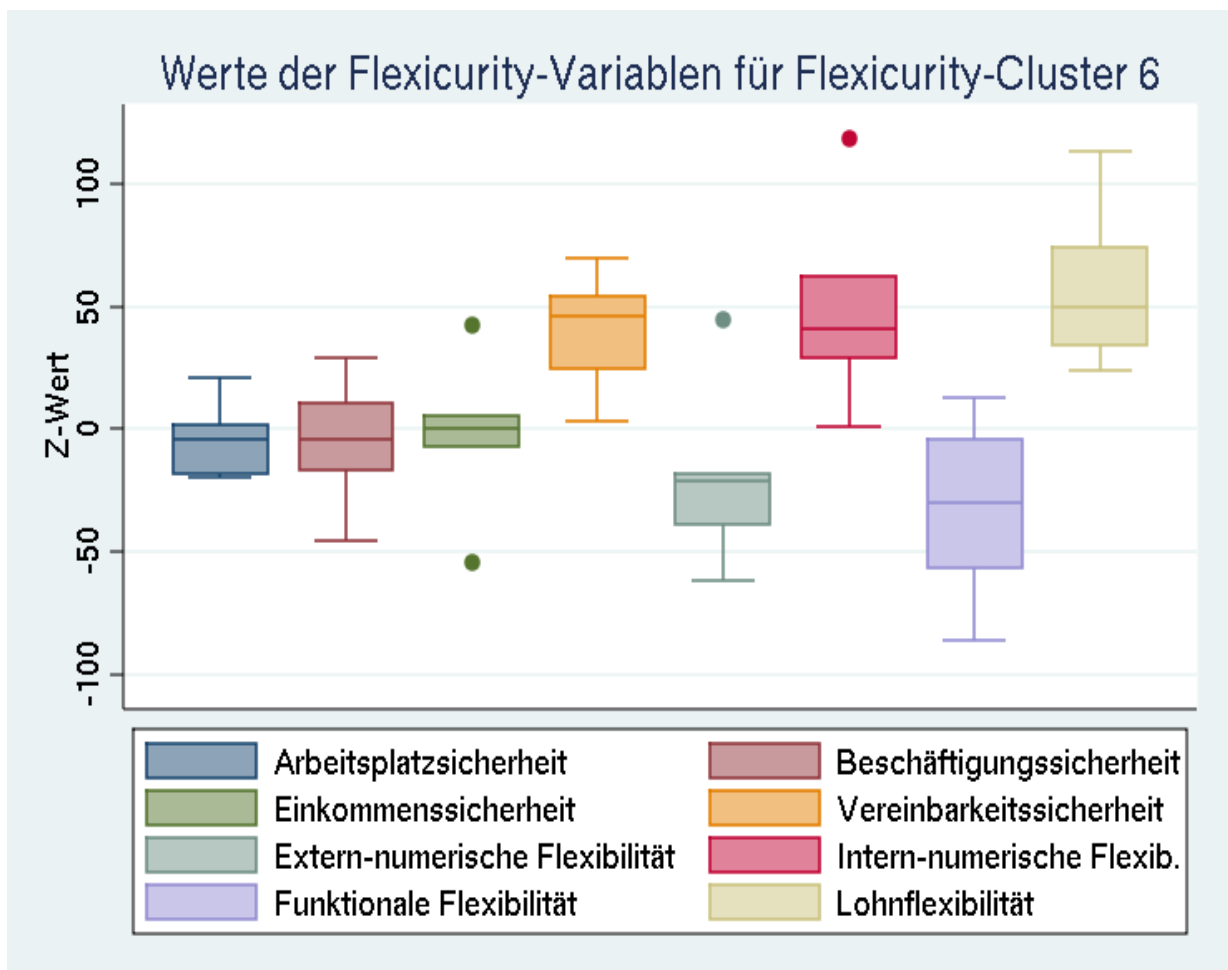 Werte der Flexicurity-Variablen für Flexicurity-Cluster 6
Z-Wert
100
50
0
-50
-100
Arbeitsplatzsicherheit
Beschäftigungssicherheit
Einkommenssicherheit
Vereinbarkeitssicherheit
Extern-numerische Flexibilität
Intern-numerische Flexib.
Funktionale Flexibilität
Lohnflexibilität